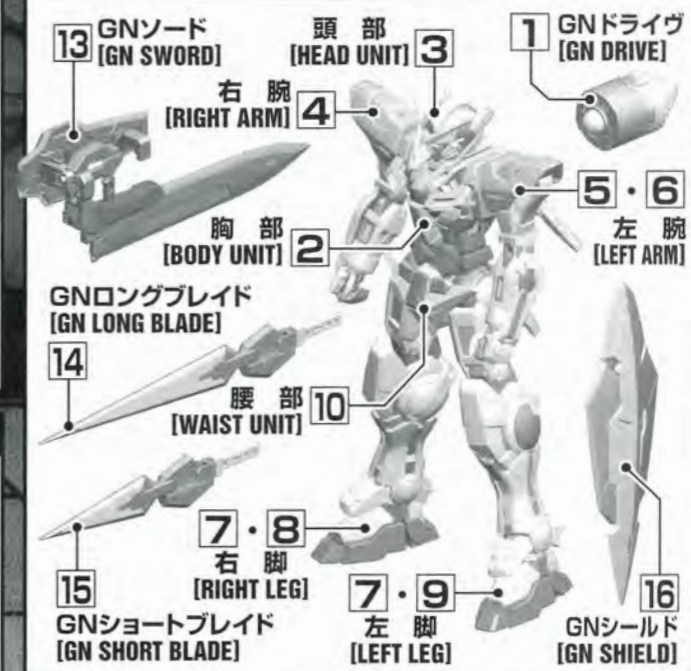 13 GNソード
[GN SWORD]
頭 部
[HEAD UNIT] 3
1 GNドライヴ
[GN DRIVE]
右 腕
[RIGHT ARM] 4
5・6
左 腕
[LEFT ARM]
胸 部
[BODY UNIT] 2
GNロングブレイド
[GN LONG BLADE]
14
腰 部
[WAIST UNIT] 10
7・8
右 脚
[RIGHT LEG]
15
GNショートブレイド
[GN SHORT BLADE]
7・9
左 脚
[LEFT LEG]
16
GNシールド
[GN SHIELD]